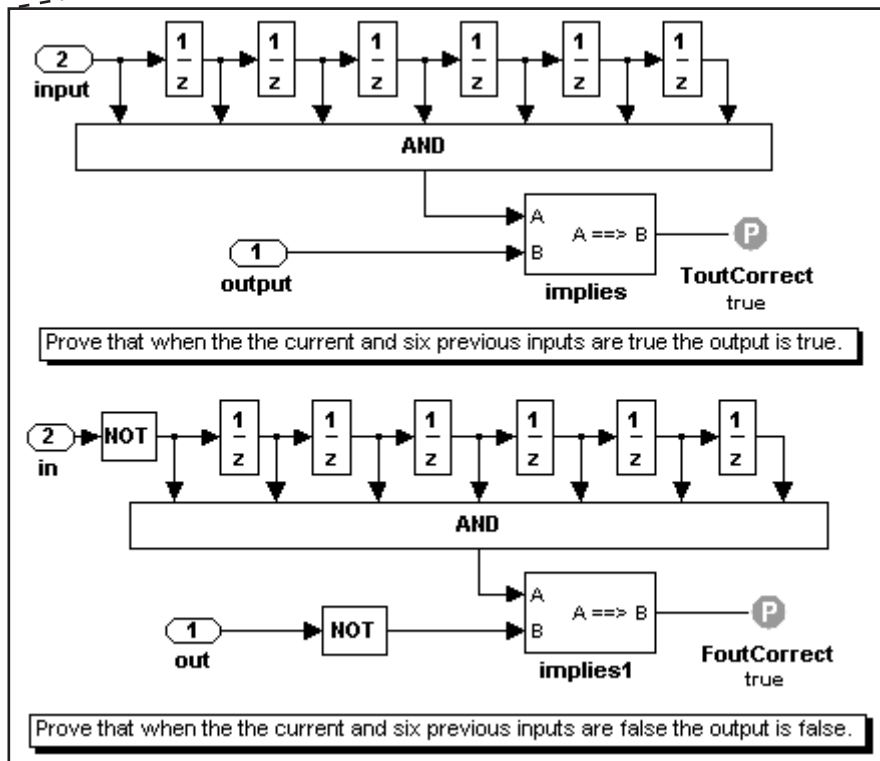 2
input
1
z
1
z
1
z
1
z
1
z
1
z
AND
A
B
A ==> B
implies
P
ToutCorrect
true
1
output
Prove that when the the current and six previous inputs are true the output is true.
2
in
NOT
1
z
1
z
1
z
1
z
1
z
1
z
AND
A
B
A ==> B
implies1
P
FoutCorrect
true
1
out
NOT
Prove that when the the current and six previous inputs are false the output is false.